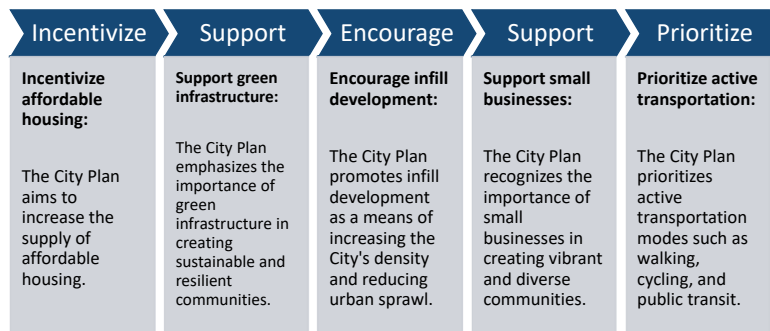 Incentivize
Support
Encourage
Support
Prioritize
Incentivize
affordable
housing:
The City Plan
aims to
increase the
supply of
affordable
housing.
Support green
infrastructure:
The City Plan
emphasizes the
importance of
green
infrastructure in
creating
sustainable and
resilient
communities.
Encourage infill
development:
The City Plan
promotes infill
development
as a means of
increasing the
City's density
and reducing
urban sprawl.
Support small
businesses:
The City Plan
recognizes the
importance of
small
businesses in
creating vibrant
and diverse
communities.
Prioritize active
transportation:
The City Plan
prioritizes
active
transportation
modes such as
walking,
cycling, and
public transit.